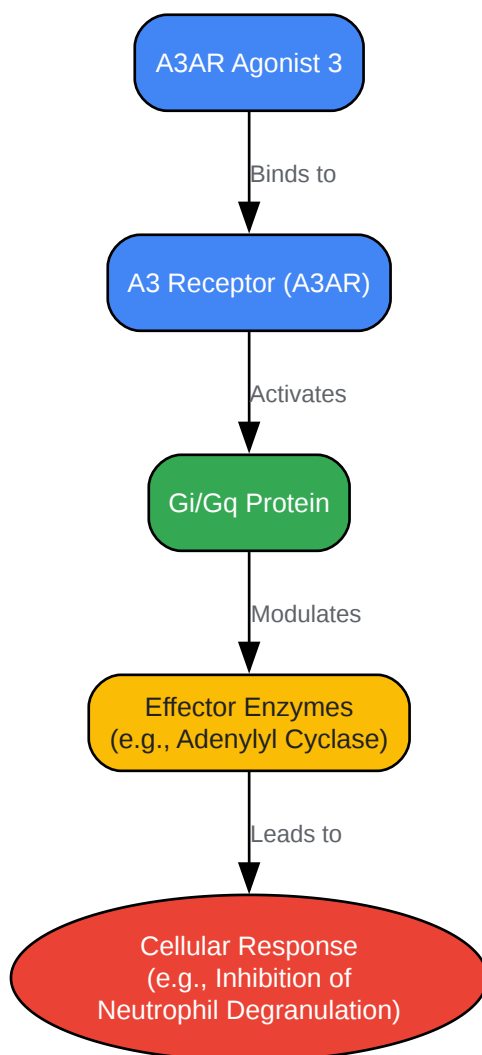 A3AR Agonist 3
Binds to
A3 Receptor (A3AR)
Activates
Gi/Gq Protein
Modulates
Effector Enzymes
(e.g., Adenylyl Cyclase)
Leads to
Cellular Response
(e.g., Inhibition of
Neutrophil Degranulation)